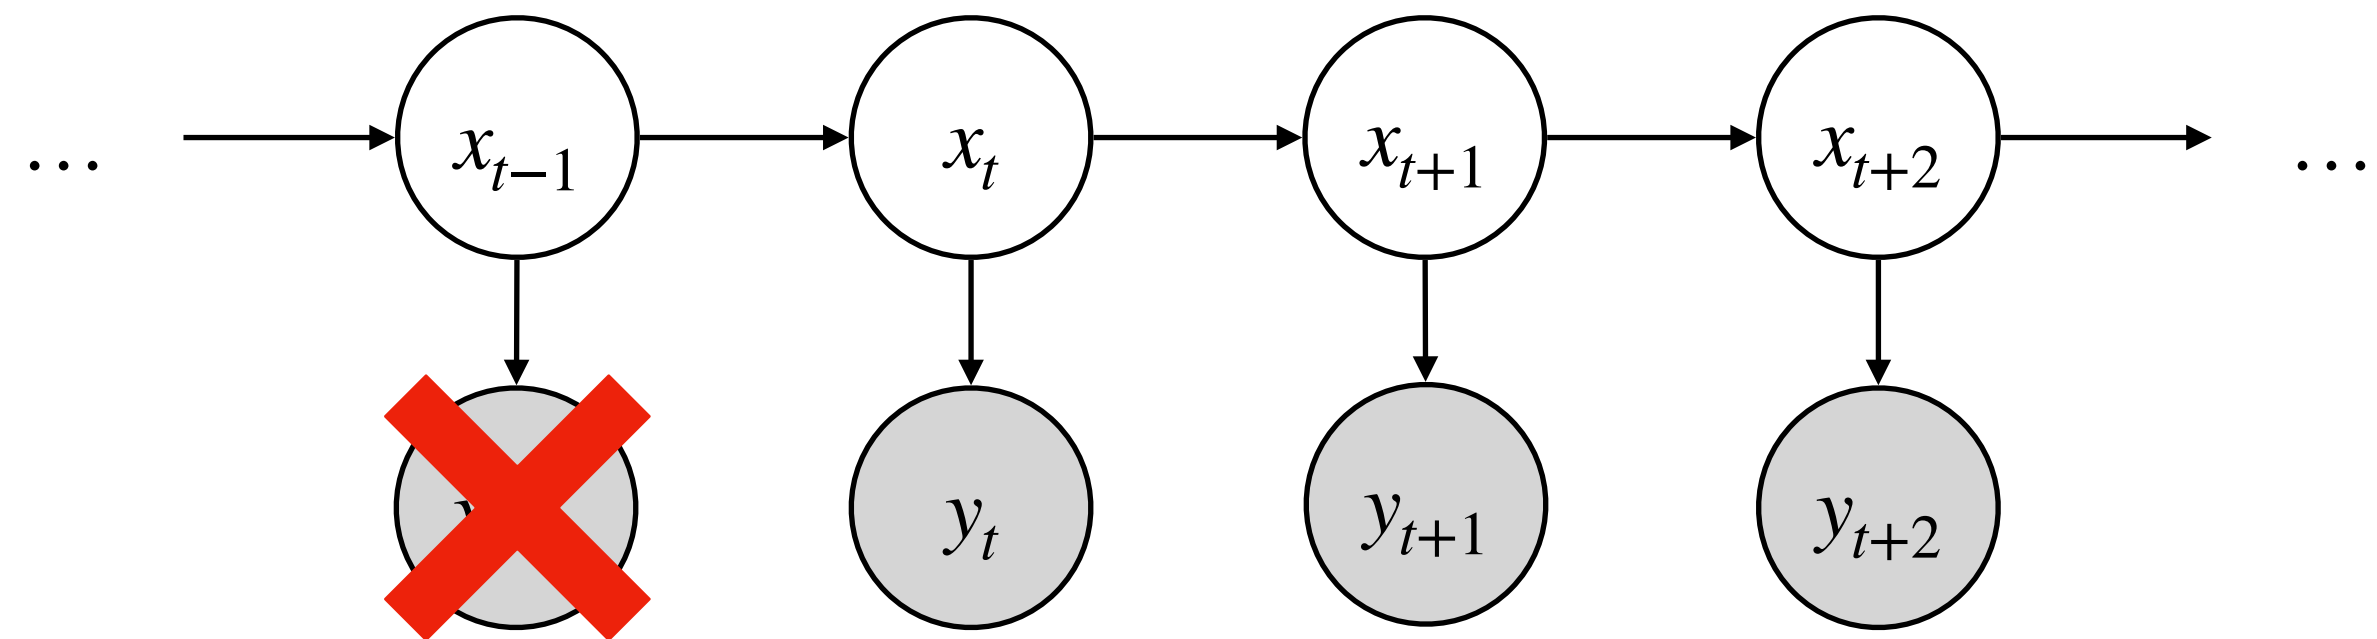 … x_{t−1} x_t x_{t+1} x_{t+2} …
y_t y_{t+1} y_{t+2}